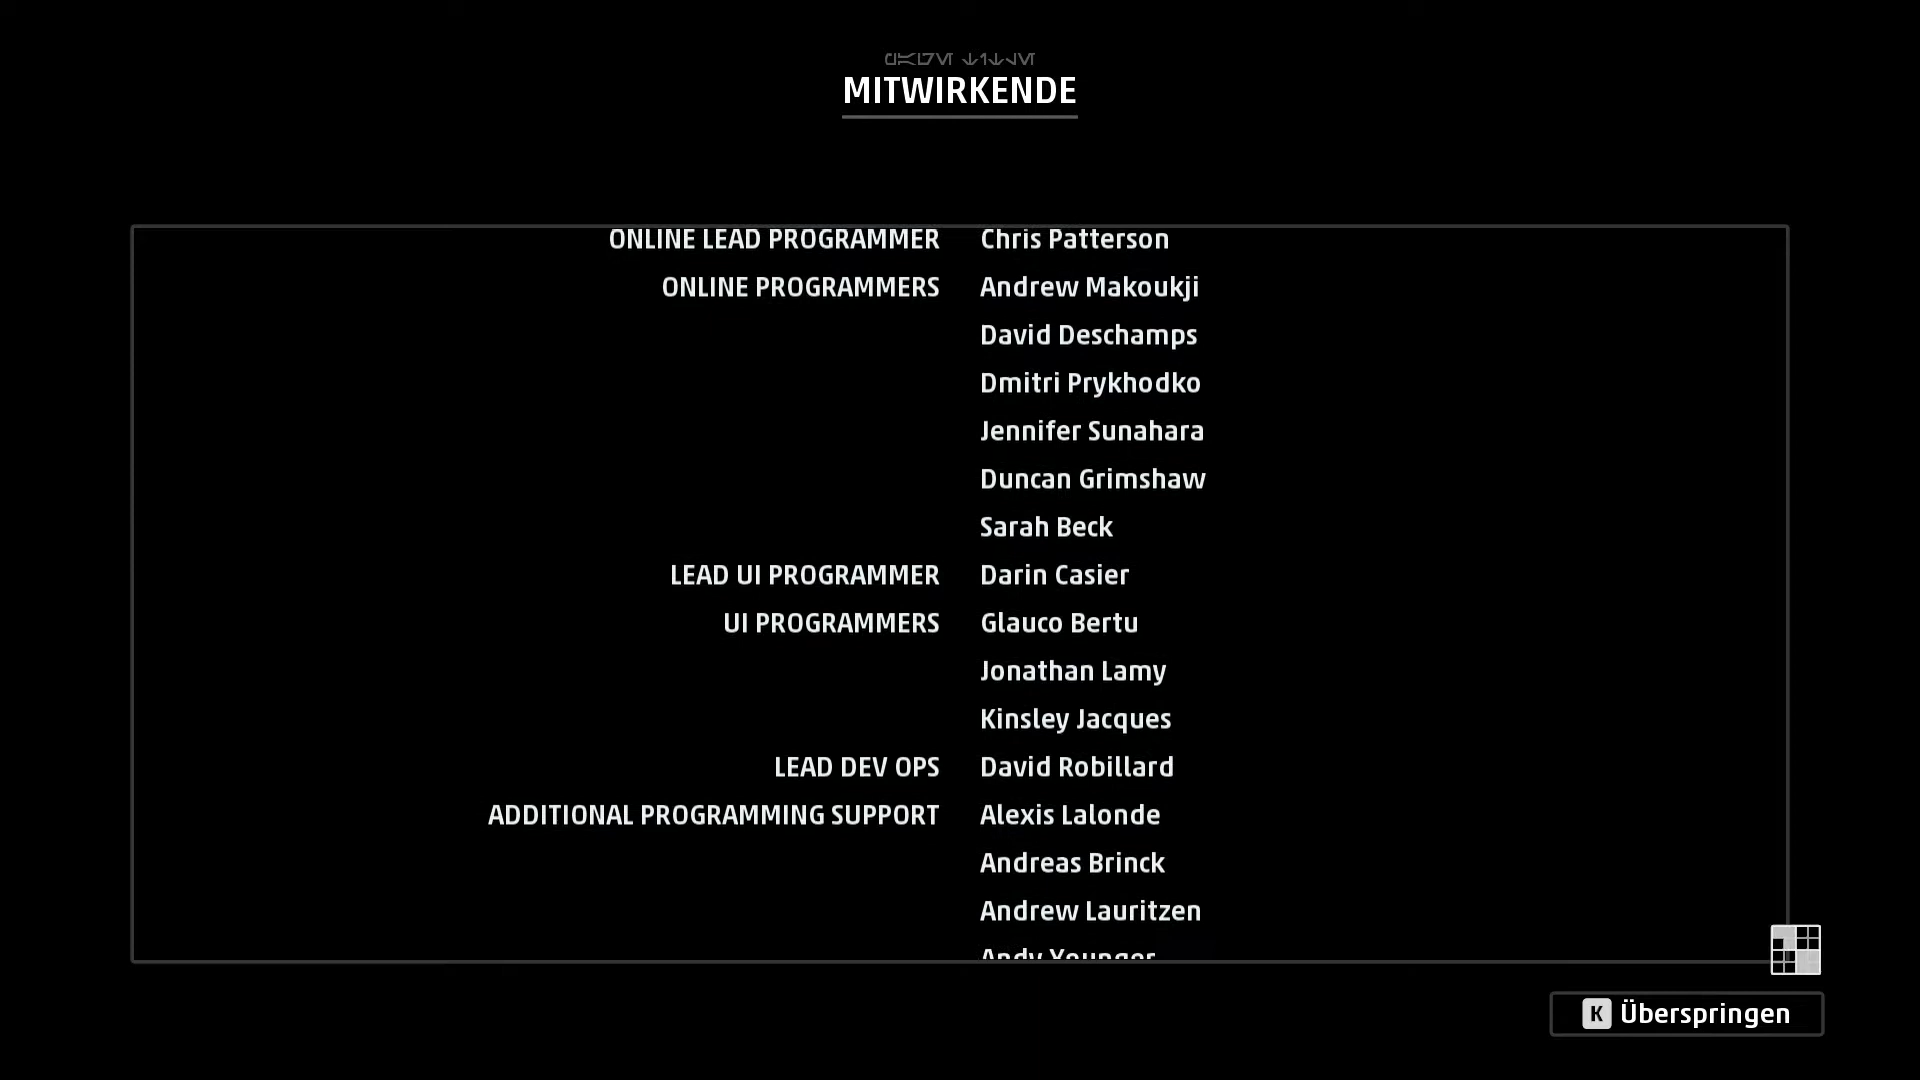 MITWIRKENDE
ONLINE LEAD PROGRAMMER Chris Patterson
ONLINE PROGRAMMERS Andrew Makoukji
David Deschamps
Dmitri Prykhodko
Jennifer Sunahara
Duncan Grimshaw
Sarah Beck
LEAD UI PROGRAMMER Darin Casier
UI PROGRAMMERS Glauco Bertu
Jonathan Lamy
Kinsley Jacques
LEAD DEV OPS David Robillard
ADDITIONAL PROGRAMMING SUPPORT Alexis Lalonde
Andreas Brinck
Andrew Lauritzen
Andy Younger
K Überspringen